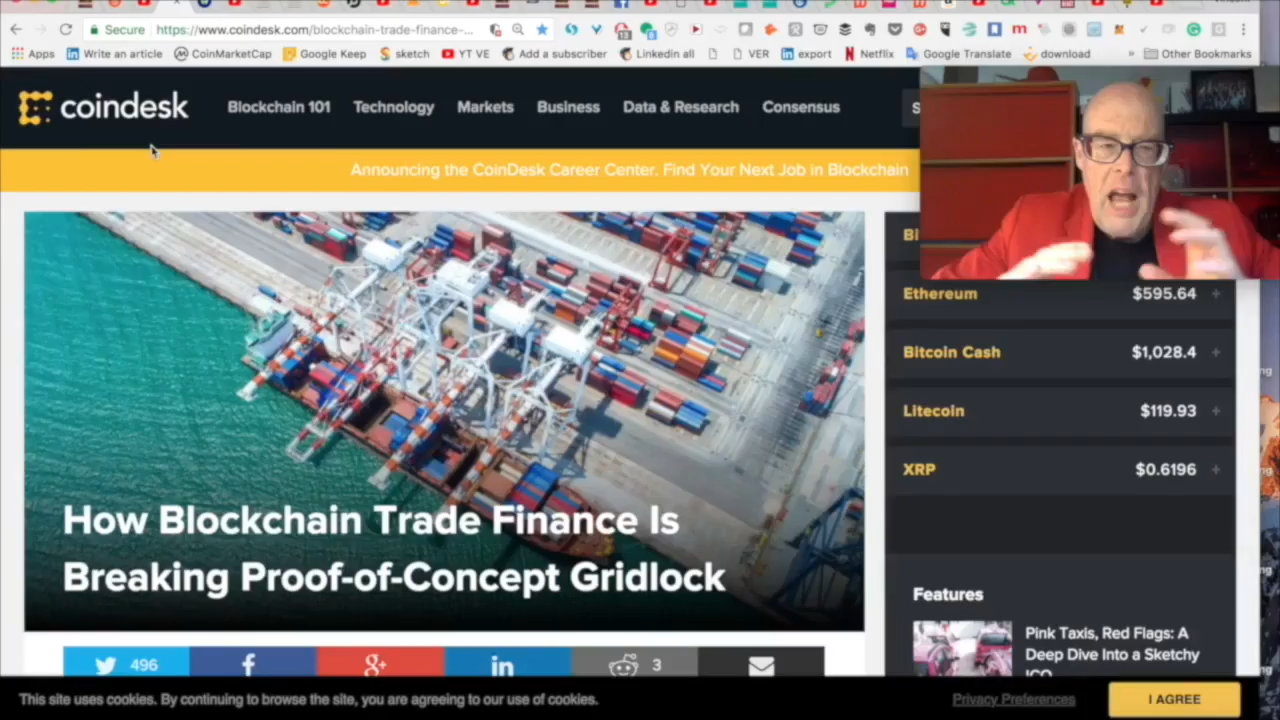 Secure
https://www.coindesk.com/blockchain-trade-finance-...
Apps
Write an article
CoinMarketCap
Google Keep
sketch
YT VE
Add a subscriber
Linkedin all
VER
export
Netflix
Google Translate
download
Other Bookmarks
coindesk
Blockchain 101
Technology
Markets
Business
Data & Research
Consensus
Announcing the CoinDesk Career Center. Find Your Next Job in Blockchain
Ethereum $595.64 +
Bitcoin Cash $1,028.4 +
Litecoin $119.93 +
XRP $0.6196 +
How Blockchain Trade Finance Is
Breaking Proof-of-Concept Gridlock
Features
Pink Taxis, Red Flags: A
Deep Dive Into a Sketchy
496
3
This site uses cookies. By continuing to browse the site, you are agreeing to our use of cookies.
Privacy Preferences
I AGREE